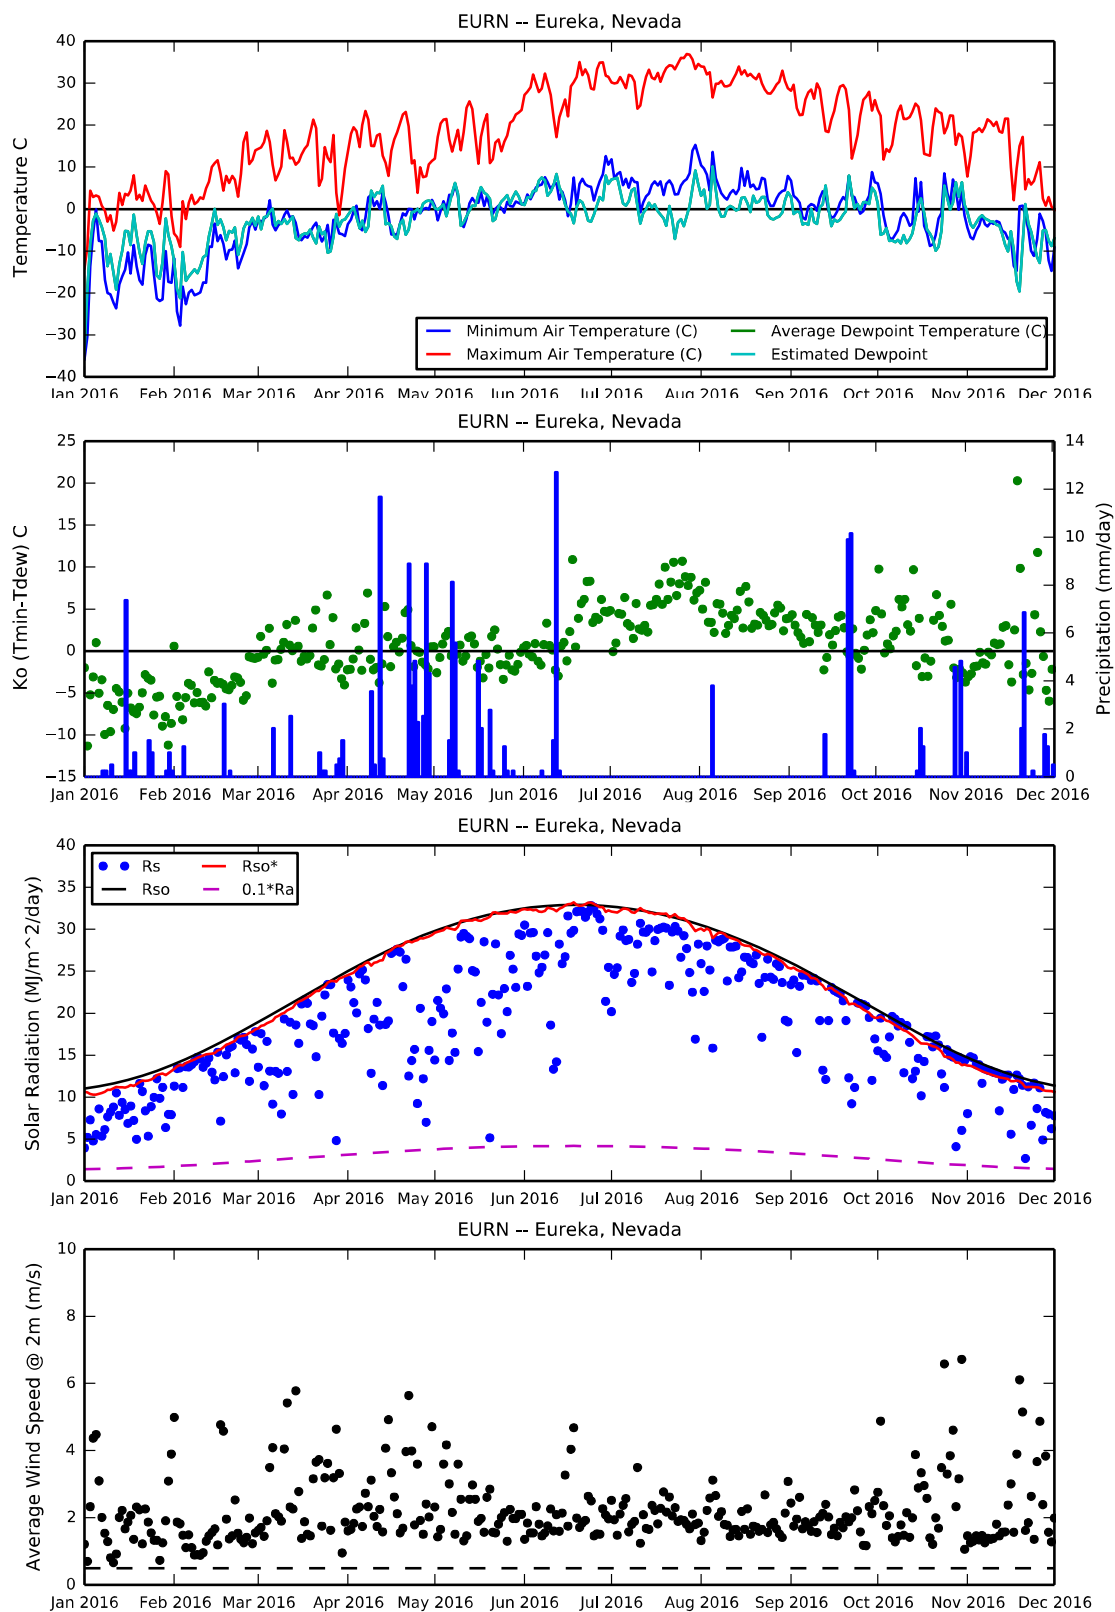 EURN -- Eureka, Nevada
40
30
20
10
0
−10
−20
−30
−40
Temperature C
Minimum Air Temperature (C)
Maximum Air Temperature (C)
Average Dewpoint Temperature (C)
Estimated Dewpoint
Jan 2016 Feb 2016 Mar 2016 Apr 2016 May 2016 Jun 2016 Jul 2016 Aug 2016 Sep 2016 Oct 2016 Nov 2016 Dec 2016
EURN -- Eureka, Nevada
25
20
15
10
5
0
−5
−10
−15
Ko (Tmin-Tdew) C
14
12
10
8
6
4
2
0
Precipitation (mm/day)
Jan 2016 Feb 2016 Mar 2016 Apr 2016 May 2016 Jun 2016 Jul 2016 Aug 2016 Sep 2016 Oct 2016 Nov 2016 Dec 2016
EURN -- Eureka, Nevada
40
35
30
25
20
15
10
5
0
Solar Radiation (MJ/m^2/day)
Rs
Rso
Rso*
0.1*Ra
Jan 2016 Feb 2016 Mar 2016 Apr 2016 May 2016 Jun 2016 Jul 2016 Aug 2016 Sep 2016 Oct 2016 Nov 2016 Dec 2016
EURN -- Eureka, Nevada
10
8
6
4
2
0
Average Wind Speed @ 2m (m/s)
Jan 2016 Feb 2016 Mar 2016 Apr 2016 May 2016 Jun 2016 Jul 2016 Aug 2016 Sep 2016 Oct 2016 Nov 2016 Dec 2016